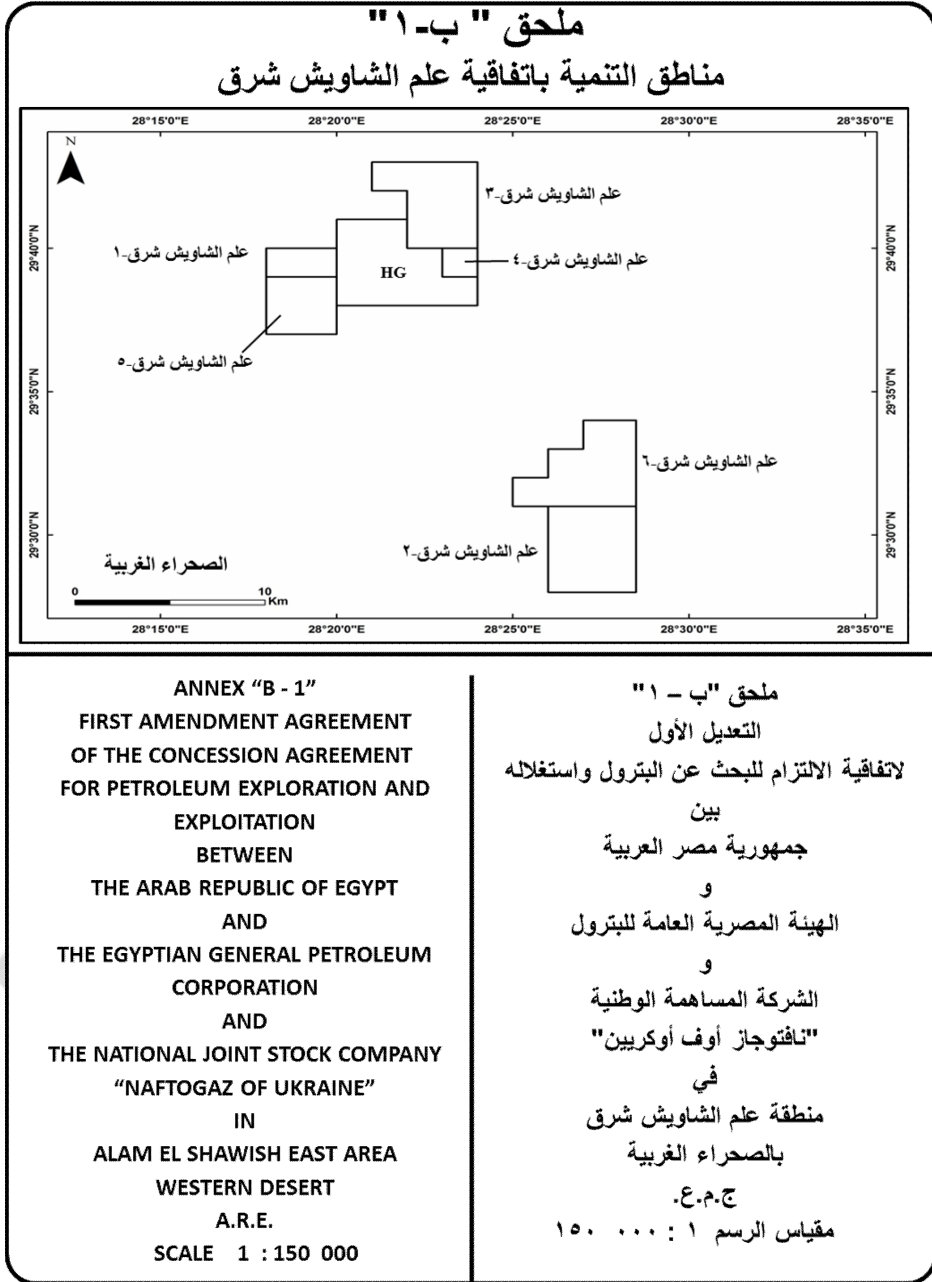 ملحق " ب-١"
مناطق التنمية باتفاقية علم الشاويش شرق
28°15'0"E 28°20'0"E 28°25'0"E 28°30'0"E 28°35'0"E
N
علم الشاويش شرق-٣
29°40'0"N
علم الشاويش شرق-١
HG
علم الشاويش شرق-٤
29°40'0"N
علم الشاويش شرق-٥
29°35'0"N
29°35'0"N
علم الشاويش شرق-٦
29°30'0"N
علم الشاويش شرق-٢
29°30'0"N
الصحراء الغربية
0 10
Km
28°15'0"E 28°20'0"E 28°25'0"E 28°30'0"E 28°35'0"E
ANNEX “B - 1”
FIRST AMENDMENT AGREEMENT
OF THE CONCESSION AGREEMENT
FOR PETROLEUM EXPLORATION AND
EXPLOITATION
BETWEEN
THE ARAB REPUBLIC OF EGYPT
AND
THE EGYPTIAN GENERAL PETROLEUM
CORPORATION
AND
THE NATIONAL JOINT STOCK COMPANY
“NAFTOGAZ OF UKRAINE”
IN
ALAM EL SHAWISH EAST AREA
WESTERN DESERT
A.R.E.
SCALE 1 : 150 000
ملحق "ب – ١"
التعديل الأول
لاتفاقية الالتزام للبحث عن البترول واستغلاله
بين
جمهورية مصر العربية
و
الهيئة المصرية العامة للبترول
و
الشركة المساهمة الوطنية
"نافتوجاز أوف أوكريين"
في
منطقة علم الشاويش شرق
بالصحراء الغربية
ج.م.ع.
مقياس الرسم ١ : ٠٠٠ ١٥٠